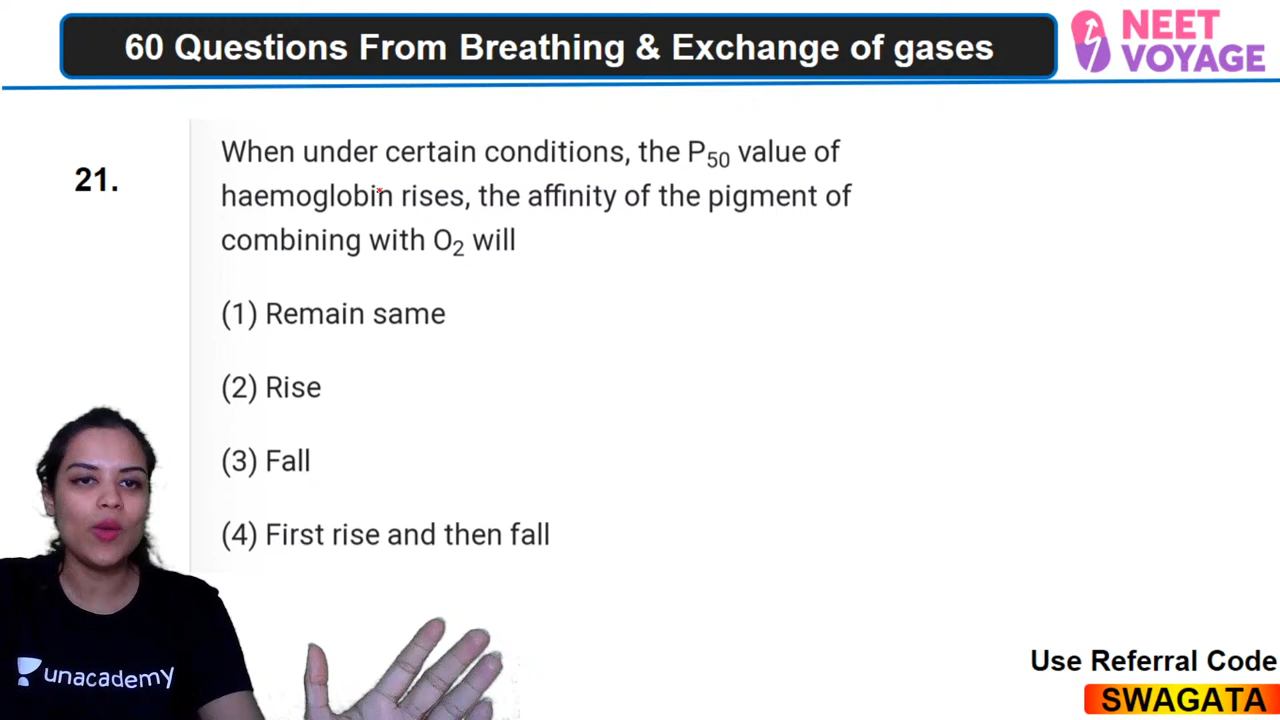 60 Questions From Breathing & Exchange of gases
NEET
VOYAGE
21.
When under certain conditions, the P50 value of
haemoglobin rises, the affinity of the pigment of
combining with O2 will
(1) Remain same
(2) Rise
(3) Fall
(4) First rise and then fall
unacademy
Use Referral Code
SWAGATA